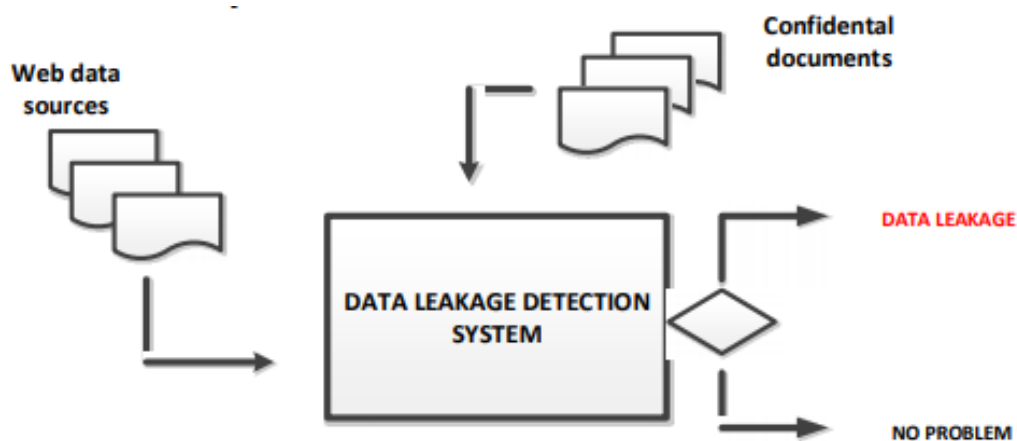 Confidental
documents
Web data
sources
DATA LEAKAGE
DATA LEAKAGE DETECTION
SYSTEM
NO PROBLEM